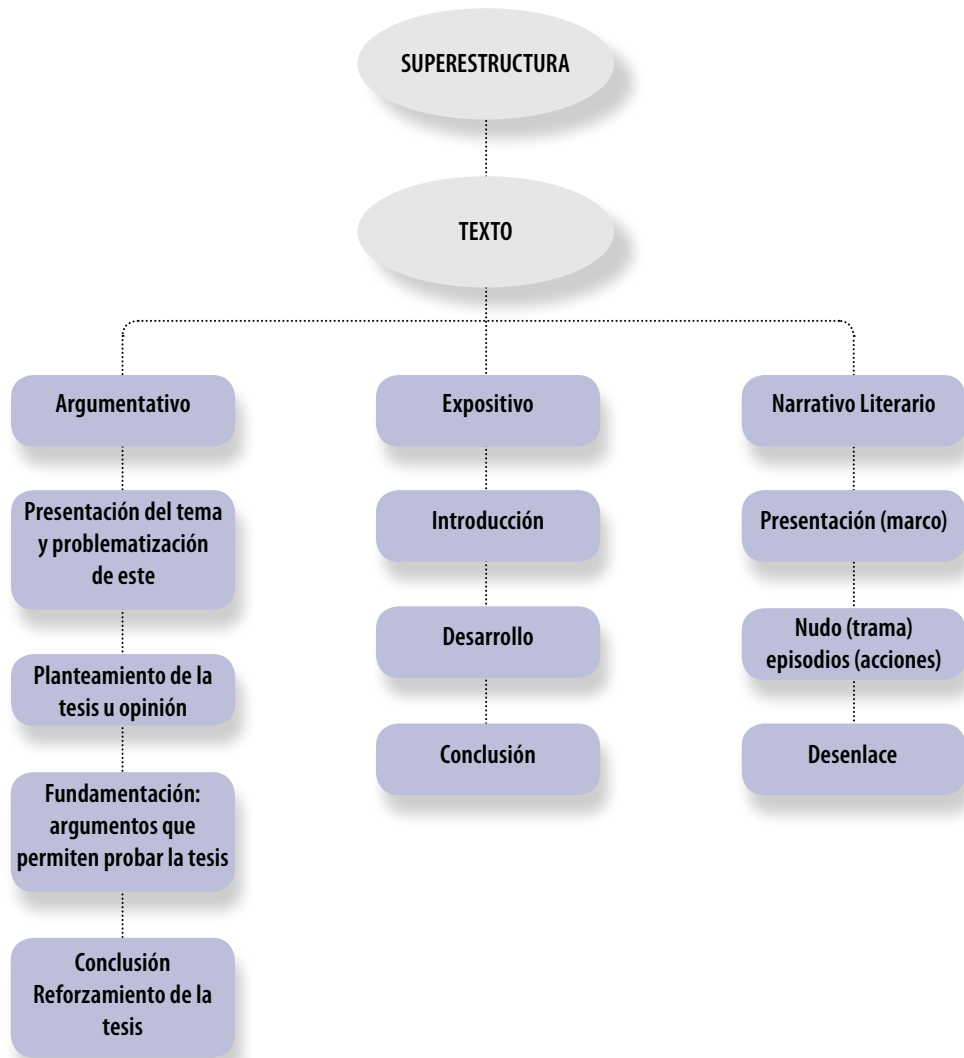 SUPERESTRUCTURA
TEXTO
Argumentativo
Presentación del tema
y problematización
de este
Planteamiento de la
tesis u opinión
Fundamentación:
argumentos que
permiten probar la tesis
Conclusión
Reforzamiento de la
tesis
Expositivo
Introducción
Desarrollo
Conclusión
Narrativo Literario
Presentación (marco)
Nudo (trama)
episodios (acciones)
Desenlace